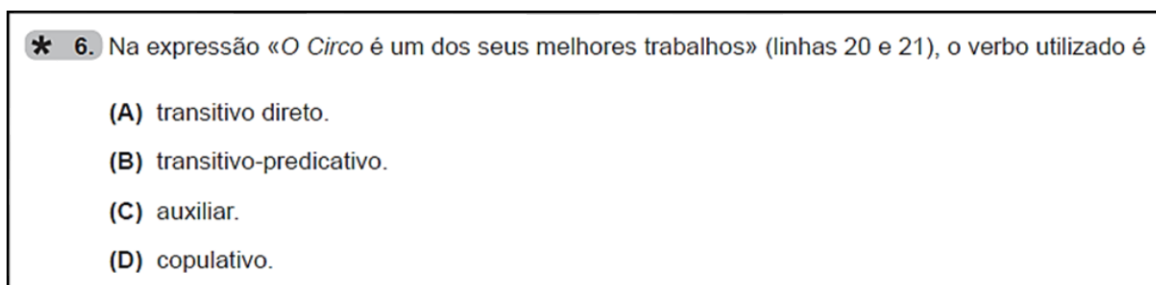 * 6. Na expressão «O Circo é um dos seus melhores trabalhos» (linhas 20 e 21), o verbo utilizado é
(A) transitivo direto.
(B) transitivo-predicativo.
(C) auxiliar.
(D) copulativo.